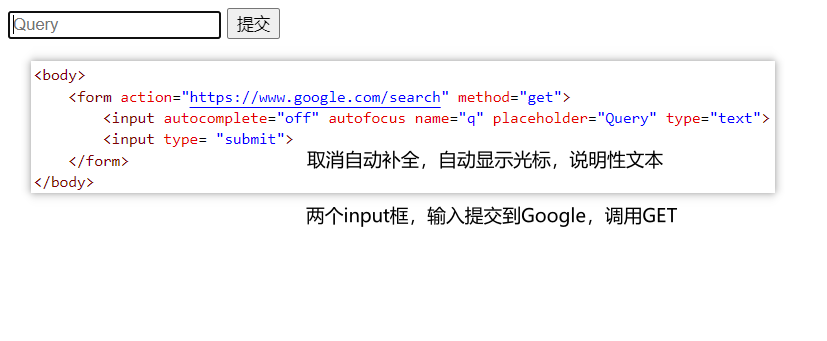 Query 提交
<body>
<form action="https://www.google.com/search" method="get">
<input autocomplete="off" autofocus name="q" placeholder="Query" type="text">
<input type= "submit">
</form>
取消自动补全，自动显示光标，说明性文本
</body>
两个input框，输入提交到Google，调用GET